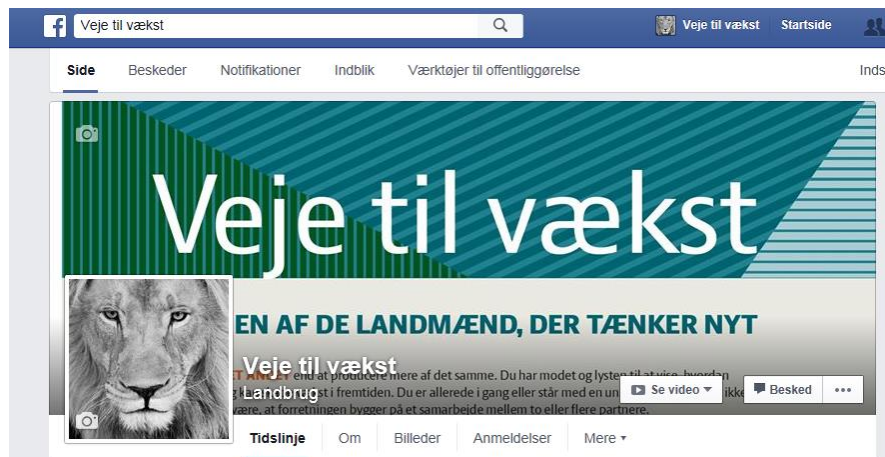 Veje til vækst
Veje til vækst Startside
Side Beskeder Notifikationer Indblik Værktøjer til offentliggørelse Inds
Veje til vækst
EN AF DE LANDMÆND, DER TÆNKER NYT
end at producere mere af det samme. Du har modet og lysten til at vise, hvordan
Veje til vækst
i fremtiden. Du er allerede i gang eller står med en
Landbrug
være, at forretningen bygger på et samarbejde mellem to eller flere partnere.
Se video Besked
Tidslinje Om Billeder Anmeldelser Mere